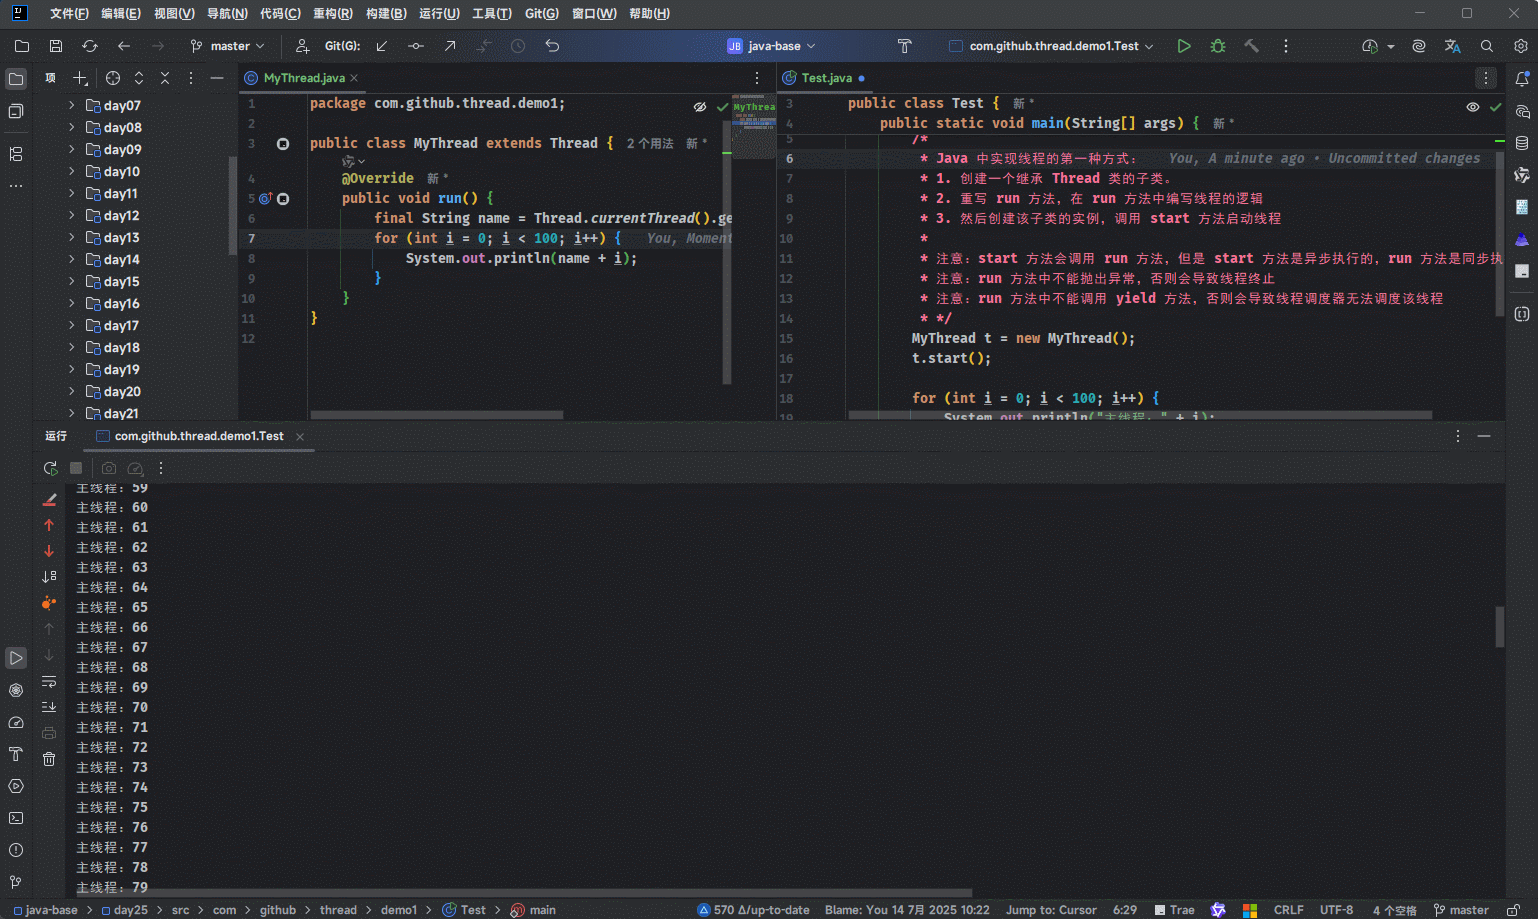 文件(F) 编辑(E) 视图(V) 导航(N) 代码(C) 重构(R) 构建(B) 运行(U) 工具(T) Git(G) 窗口(W) 帮助(H)
master Git(G): JB java-base com.github.thread.demo1.Test
项
day07
day08
day09
day10
day11
day12
day13
day14
day15
day16
day17
day18
day19
day20
day21
MyThread.java
1 package com.github.thread.demo1;
2
3 public class MyThread extends Thread { 2 个用法 新 *
4 @Override 新 *
5 public void run() {
6 final String name = Thread.currentThread().ge
7 for (int i = 0; i < 100; i++) { You, Moment
8 System.out.println(name + i);
9 }
10 }
11 }
12
MyThrea
Test.java
3 public class Test { 新 *
4 public static void main(String[] args) { 新 *
5 /*
6 * Java 中实现线程的第一种方式： You, A minute ago • Uncommitted changes
7 * 1. 创建一个继承 Thread 类的子类。
8 * 2. 重写 run 方法，在 run 方法中编写线程的逻辑
9 * 3. 然后创建该子类的实例，调用 start 方法启动线程
10 *
11 * 注意：start 方法会调用 run 方法，但是 start 方法是异步执行的，run 方法是同步执
12 * 注意：run 方法中不能抛出异常，否则会导致线程终止
13 * 注意：run 方法中不能调用 yield 方法，否则会导致线程调度器无法调度该线程
14 * */
15 MyThread t = new MyThread();
16 t.start();
17
18 for (int i = 0; i < 100; i++) {
19 System.out.println("主线程：" + i);
运行 com.github.thread.demo1.Test
主线程：59
主线程：60
主线程：61
主线程：62
主线程：63
主线程：64
主线程：65
主线程：66
主线程：67
主线程：68
主线程：69
主线程：70
主线程：71
主线程：72
主线程：73
主线程：74
主线程：75
主线程：76
主线程：77
主线程：78
主线程：79
java-base > day25 > src > com > github > thread > demo1 > Test > main 570 Δ/up-to-date Blame: You 14 7月 2025 10:22 Jump to: Cursor 6:29 Trae CRLF UTF-8 4 个空格 master